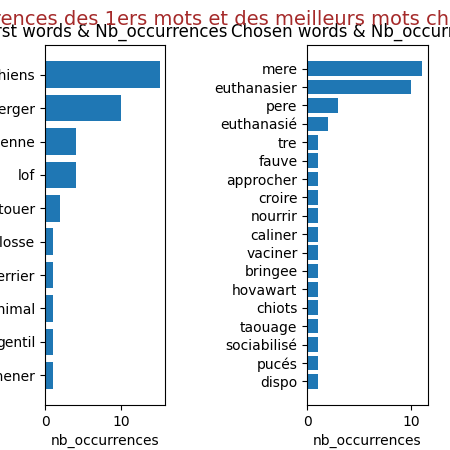 rences des 1ers mots et des meilleurs mots ch
rst words & Nb_occurrences
Chosen words & Nb_occurr
hiens
erger
enne
lof
touer
losse
errier
nimal
gentil
nener
0
10
nb_occurrences
mere
euthanasier
pere
euthanasié
tre
fauve
approcher
croire
nourrir
caliner
vaciner
bringee
hovawart
chiots
taouage
sociabilisé
pucés
dispo
0
10
nb_occurrences